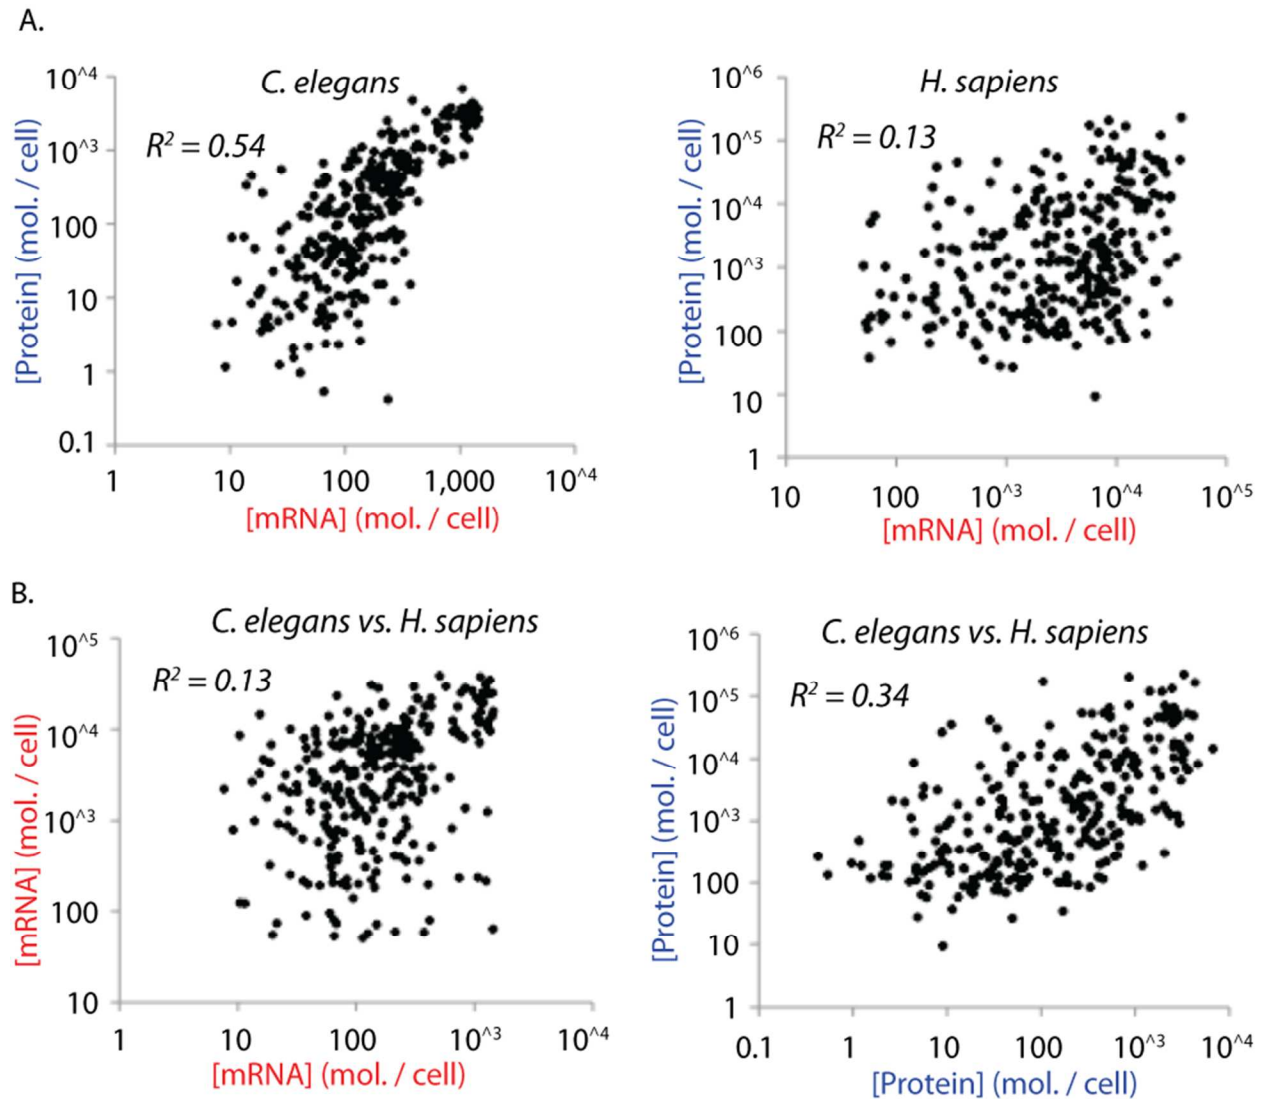 A.
C. elegans
R² = 0.54
10^4
10^3
100
10
1
0.1
[Protein] (mol. / cell)
1 10 100 1,000 10^4
[mRNA] (mol. / cell)
H. sapiens
R² = 0.13
10^6
10^5
10^4
10^3
100
10
1
[Protein] (mol. / cell)
10 100 10^3 10^4 10^5
[mRNA] (mol. / cell)
B.
C. elegans vs. H. sapiens
R² = 0.13
10^5
10^4
10^3
100
10
[mRNA] (mol. / cell)
1 10 100 10^3 10^4
[mRNA] (mol. / cell)
C. elegans vs. H. sapiens
R² = 0.34
10^6
10^5
10^4
10^3
100
10
1
[Protein] (mol. / cell)
0.1 1 10 100 10^3 10^4
[Protein] (mol. / cell)